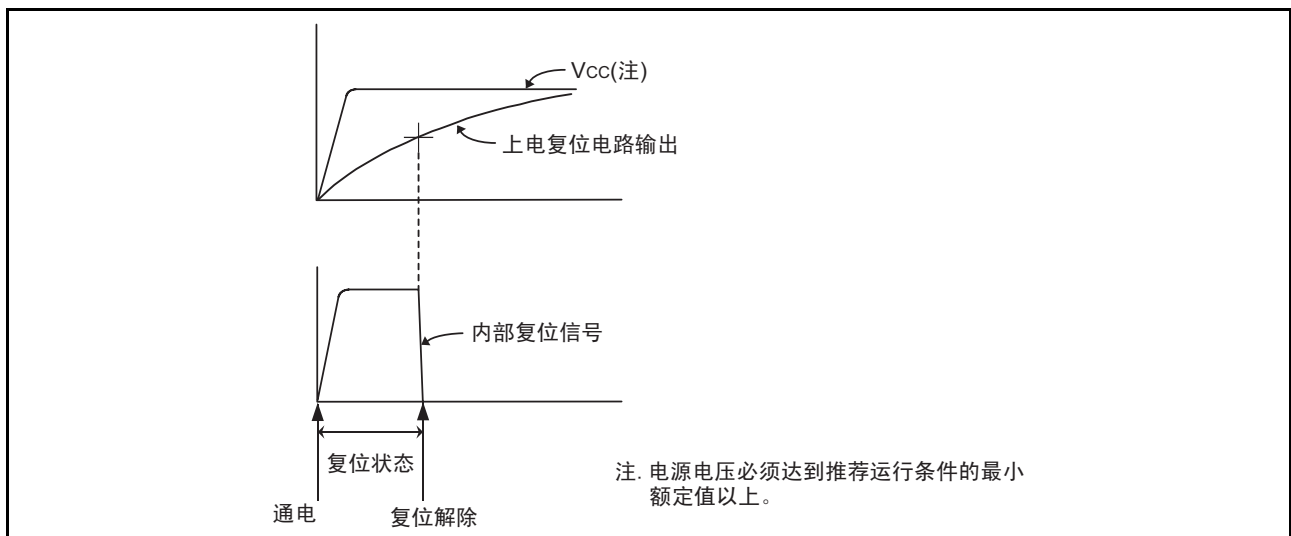 Vcc(注)
上电复位电路输出
内部复位信号
复位状态
注. 电源电压必须达到推荐运行条件的最小
额定值以上。
通电
复位解除